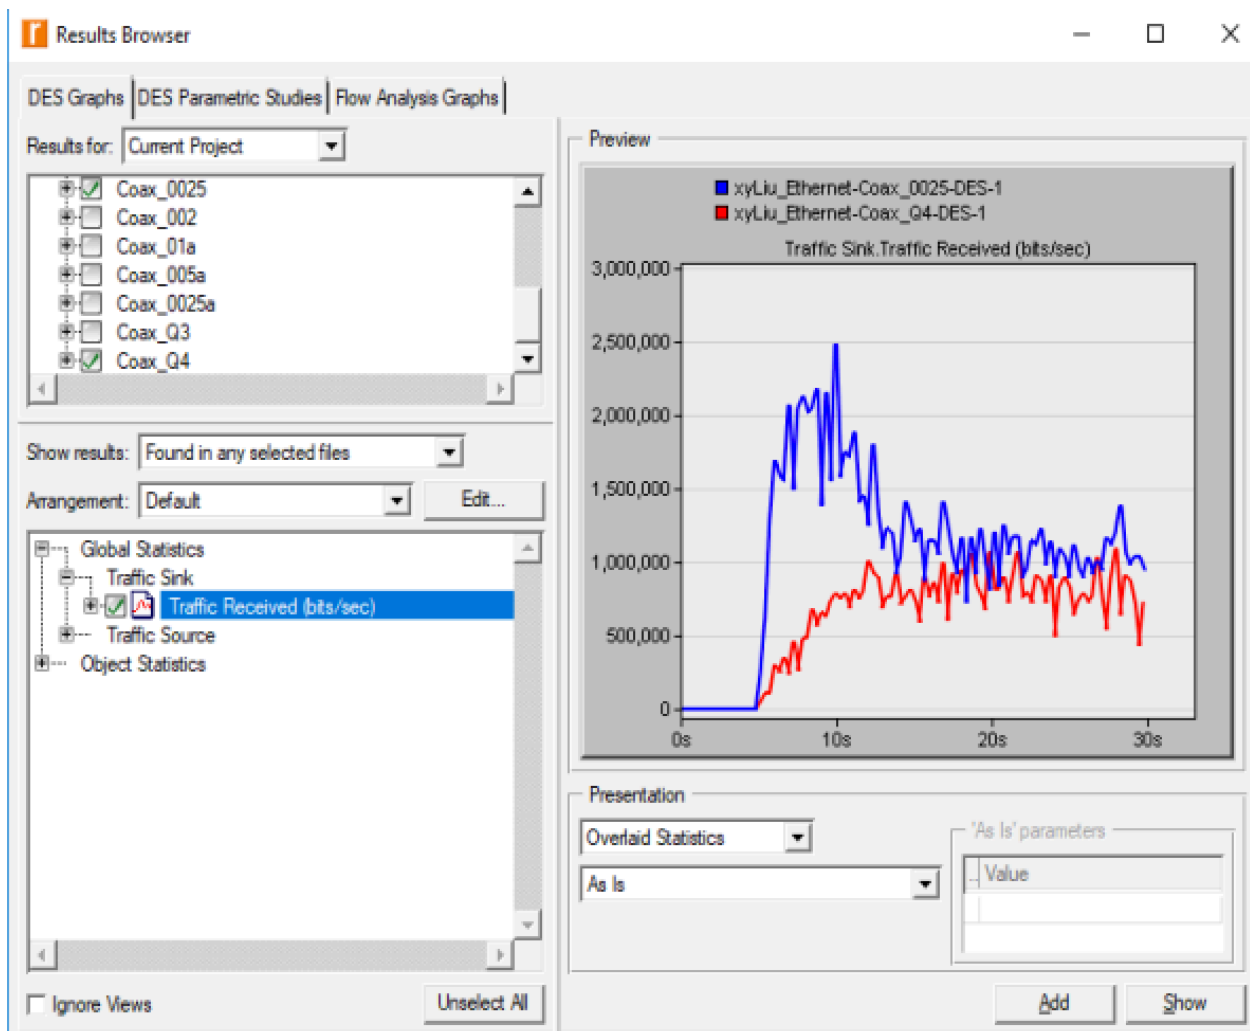 Results Browser
DES Graphs DES Parametric Studies Flow Analysis Graphs
Results for: Current Project
Coax_0025
Coax_002
Coax_01a
Coax_005a
Coax_0025a
Coax_Q3
Coax_Q4
Show results: Found in any selected files
Arrangement: Default Edit...
Global Statistics
Traffic Sink
Traffic Received (bits/sec)
Traffic Source
Object Statistics
Ignore Views Unselect All
Preview
xyLiu_Ethernet-Coax_0025-DES-1
xyLiu_Ethernet-Coax_Q4-DES-1
Traffic Sink.Traffic Received (bits/sec)
3,000,000
2,500,000
2,000,000
1,500,000
1,000,000
500,000
0
0s 10s 20s 30s
Presentation
Overlaid Statistics
As Is
'As Is' parameters
.. Value
Add Show